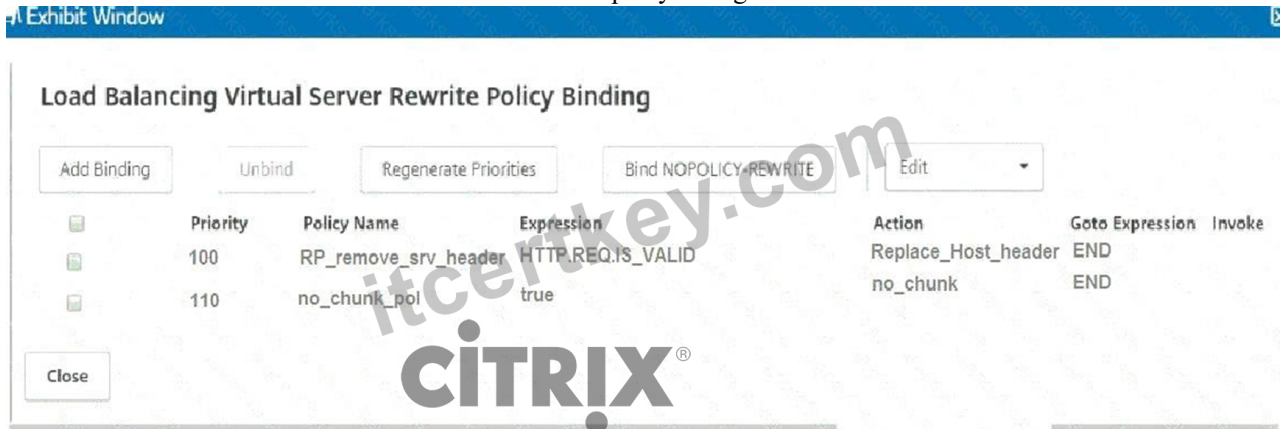 Exhibit Window
Load Balancing Virtual Server Rewrite Policy Binding
Add Binding Unbind Regenerate Priorities Bind NOPOLICY-REWRITE Edit
Priority Policy Name Expression Action Goto Expression Invoke
100 RP_remove_srv_header HTTP.REQ.IS_VALID Replace_Host_header END
110 no_chunk_pol true no_chunk END
itcertkey.com
CİTRIX®
Close